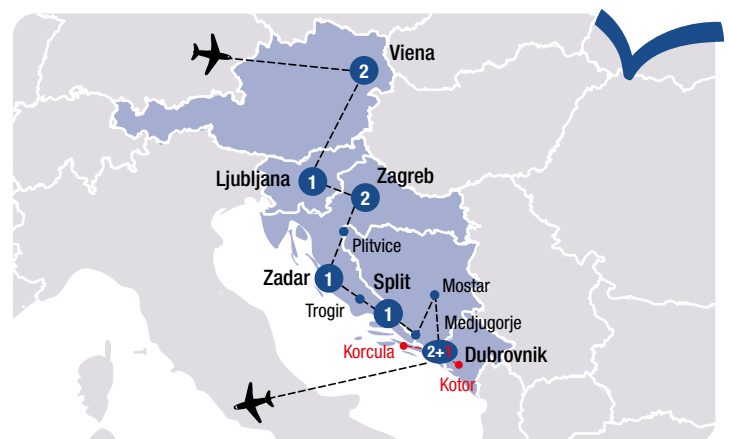 Viena
2
Ljubljana
1
Zagreb
2
Plitvice
Zadar
1
Split
1
Trogir
Mostar
Medjugorje
Korcula
2+1
Dubrovnik
Kotor